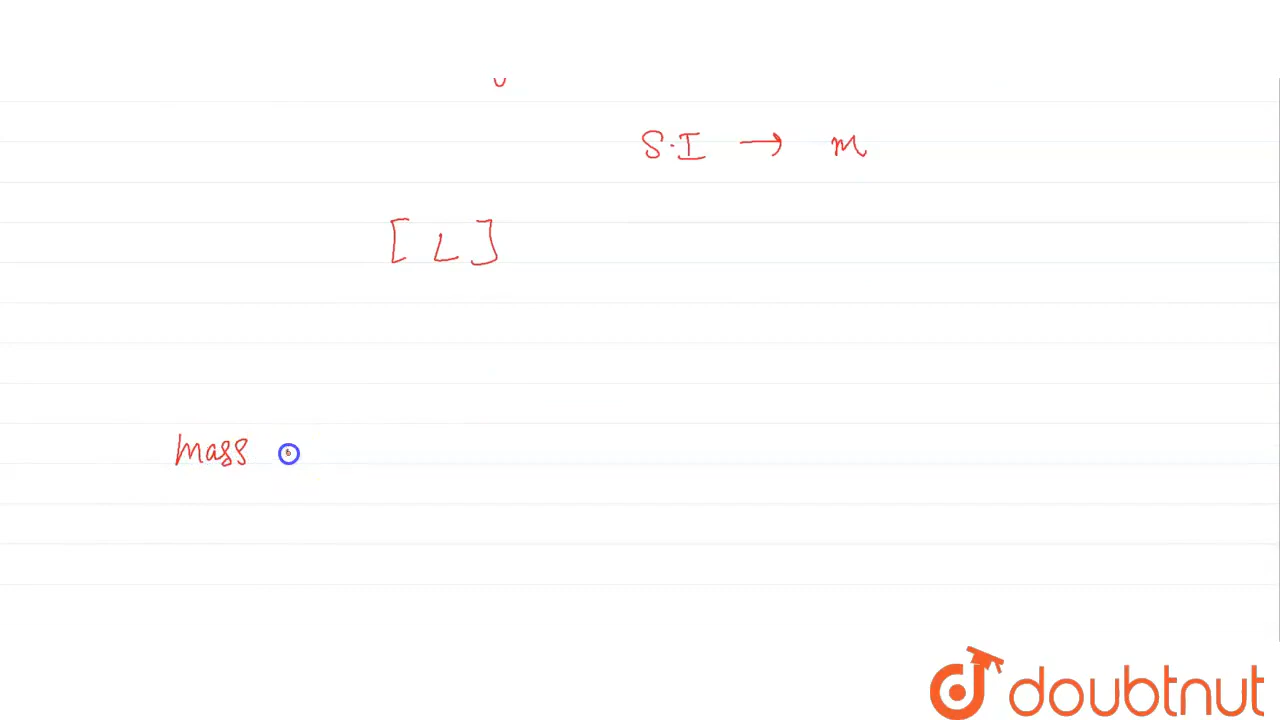 S.I → m
[ L ]
Mass
doubtnut